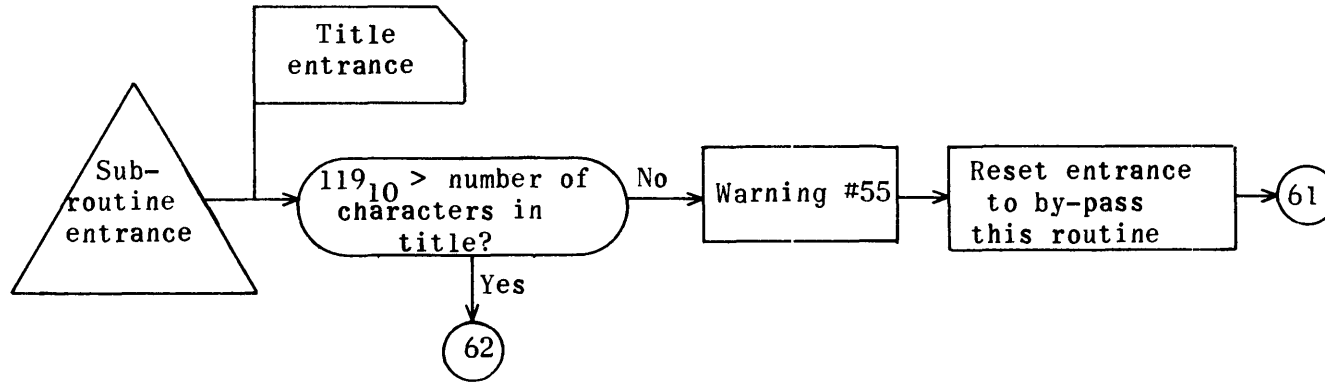 Title
entrance
Sub-
routine
entrance
119₁₀ > number of
characters in
title?
No
Warning #55
Reset entrance
to by-pass
this routine
61
Yes
62